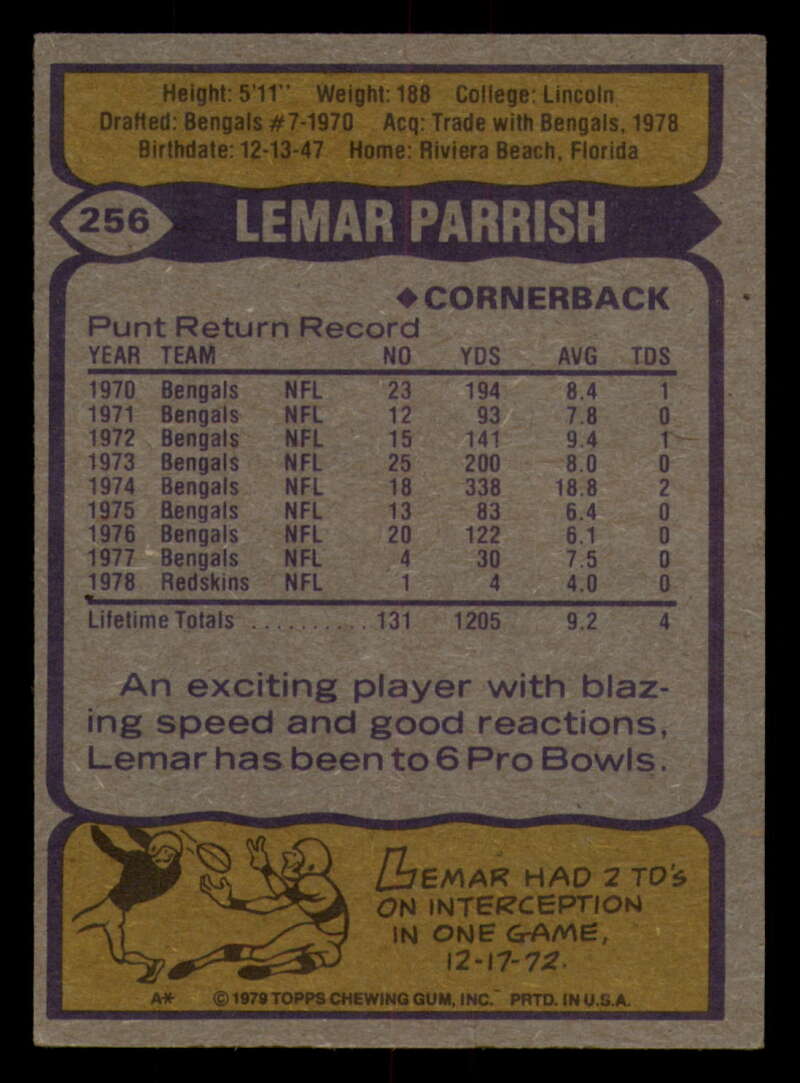 Height: 5'11" Weight: 188 College: Lincoln
Drafted: Bengals #7-1970 Acq: Trade with Bengals, 1978
Birthdate: 12-13-47 Home: Riviera Beach, Florida
256 LEMAR PARRISH
◆ CORNERBACK
Punt Return Record
YEAR TEAM NO YDS AVG TDS
1970 Bengals NFL 23 194 8.4 1
1971 Bengals NFL 12 93 7.8 0
1972 Bengals NFL 15 141 9.4 1
1973 Bengals NFL 25 200 8.0 0
1974 Bengals NFL 18 338 18.8 2
1975 Bengals NFL 13 83 6.4 0
1976 Bengals NFL 20 122 6.1 0
1977 Bengals NFL 4 30 7.5 0
1978 Redskins NFL 1 4 4.0 0
Lifetime Totals .......... 131 1205 9.2 4
An exciting player with blaz-
ing speed and good reactions,
Lemar has been to 6 Pro Bowls.
LEMAR HAD 2 TD'S
ON INTERCEPTION
IN ONE GAME,
12-17-72.
A* © 1979 TOPPS CHEWING GUM, INC. PRTD. IN U.S.A.